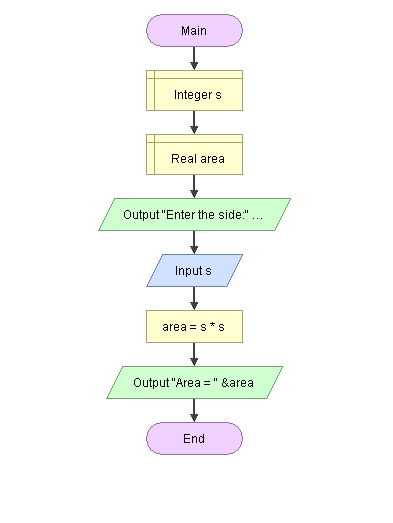 Main
Integer s
Real area
Output "Enter the side:" ...
Input s
area = s * s
Output "Area = " &area
End